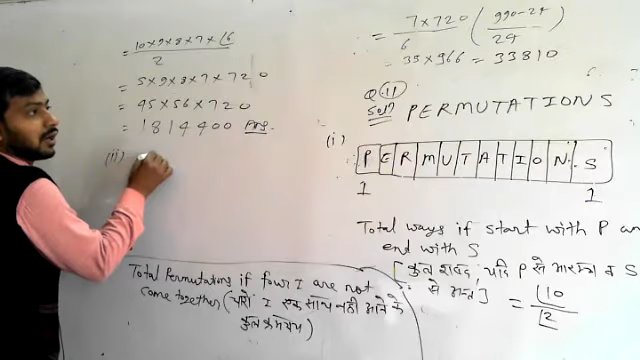 = 10×9×8×7×⌊6 / 2
= 5×9×8×7×720
= 45×56×720
= 1814400 Ans.
(ii)
Total Permutations if four I are not
come together (चारों I एक साथ नहीं आने के
कुल क्रमचय)
= 7×720 / 6 ( 990-24 / 24 )
= 35×966 = 33810
Q.11
Solⁿ PERMUTATIONS
(i) P E R M U T A T I O N S
1 1
Total ways if start with P an
end with S
[कुल शब्द यदि P से आरम्भ व S
से अन्त]
= ⌊10 / ⌊2